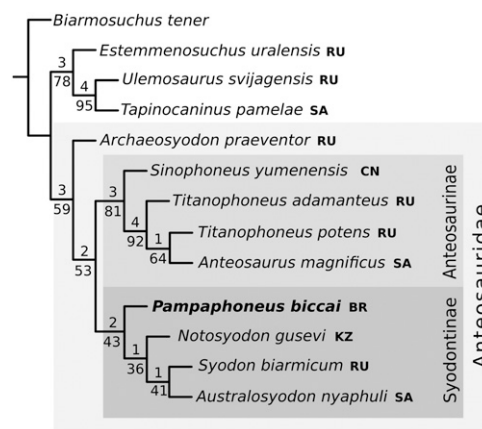 Biarmosuchus tener
Estemmenosuchus uralensis RU
3
78
Ulemosaurus svijagensis RU
4
95
Tapinocaninus pamelae SA
Archaeosyodon praeventor RU
3
59
Sinophoneus yumenensis CN
3
81
Titanophoneus adamanteus RU
4
92
Titanophoneus potens RU
1
64
Anteosaurus magnificus SA
Anteosaurinae
2
53
Pampaphoneus biccai BR
2
43
Notosyodon gusevi KZ
1
36
Syodon biarmicum RU
1
41
Australosyodon nyaphuli SA
Syodontinae
Anteosauridae